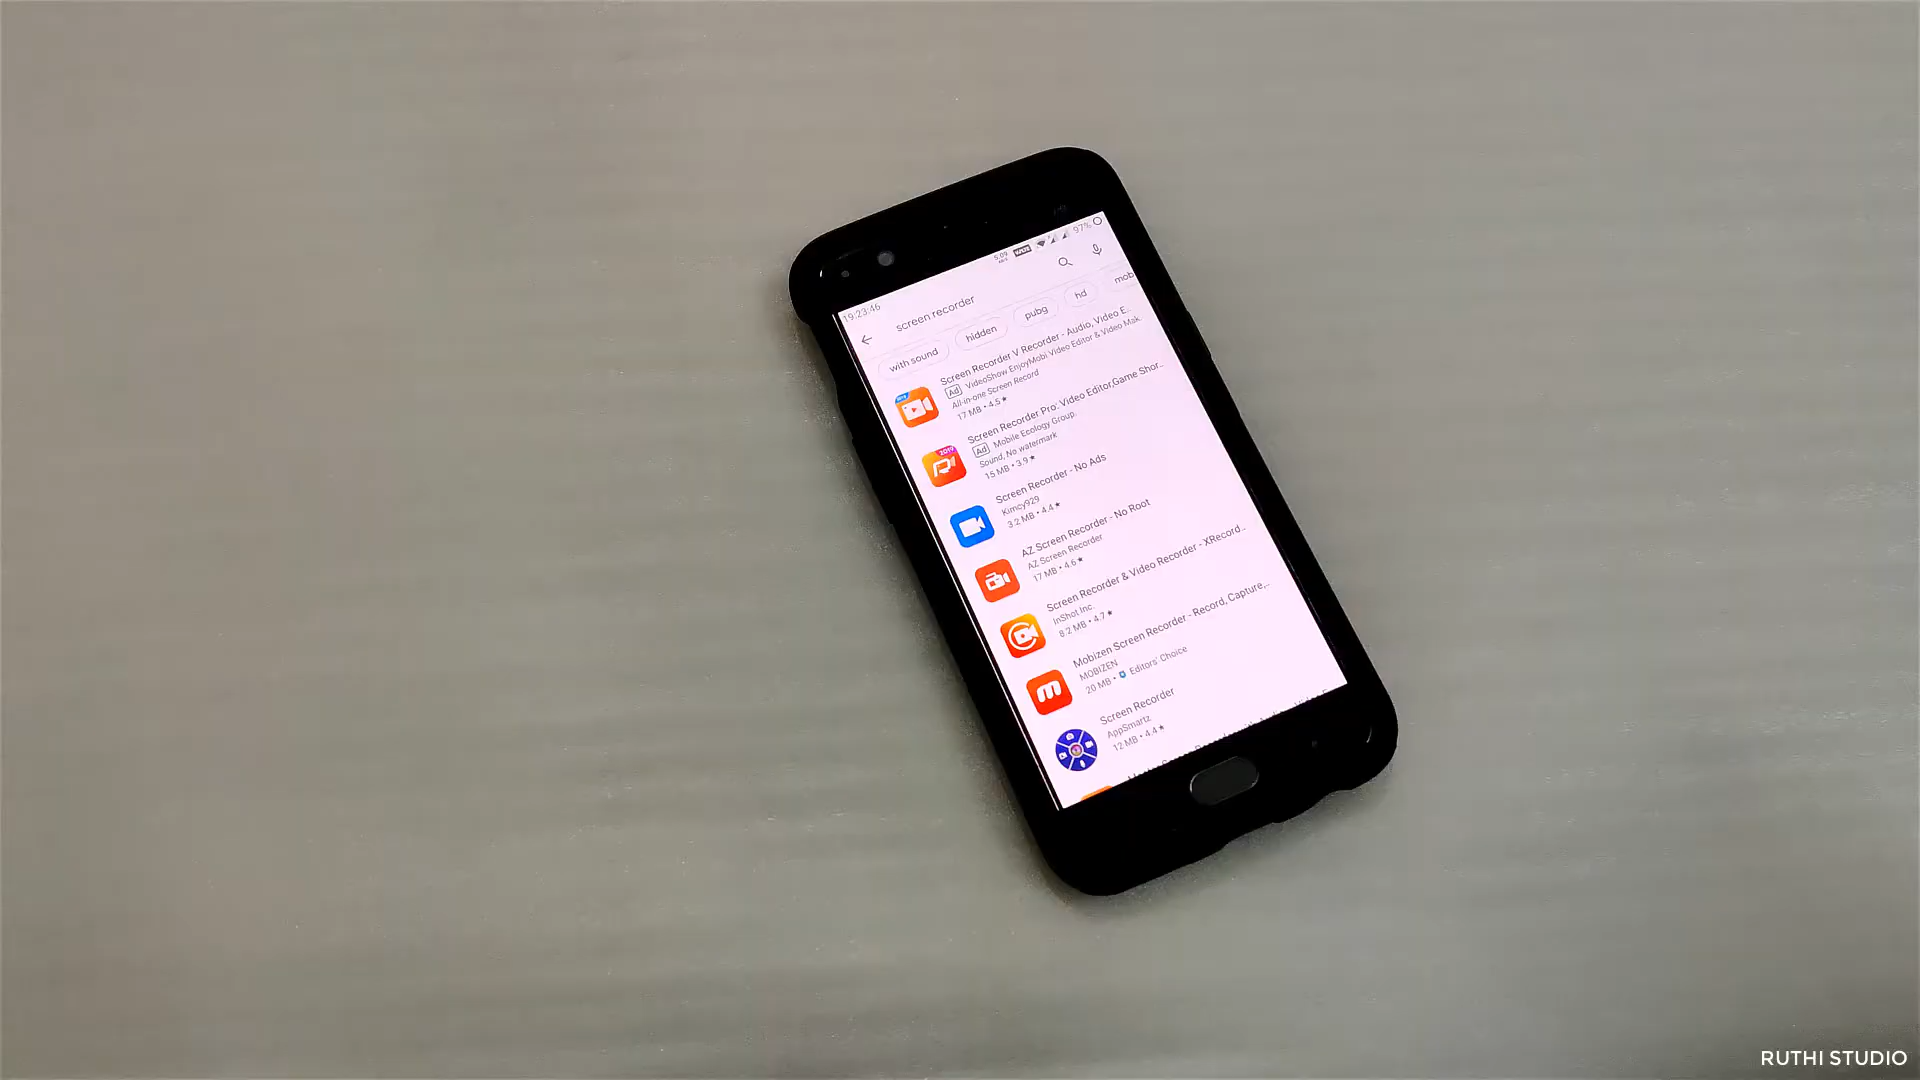 19:23:46
5.09
97%
screen recorder
with sound
hidden
pubg
hd
mob
Screen Recorder V Recorder - Audio, Video E..
Ad VideoShow EnjoyMobi Video Editor & Video Mak.
All-in-one Screen Record
17 MB • 4.5 ★
2019
Screen Recorder Pro: Video Editor,Game Shor..
Ad Mobile Ecology Group.
Sound, No watermark
15 MB • 3.9 ★
Screen Recorder - No Ads
Kimcy929
3.2 MB • 4.4 ★
AZ Screen Recorder - No Root
AZ Screen Recorder
17 MB • 4.6 ★
Screen Recorder & Video Recorder - XRecord..
InShot Inc.
8.2 MB • 4.7 ★
Mobizen Screen Recorder - Record, Capture,..
MOBIZEN
20 MB • Editors' Choice
Screen Recorder
AppSmartz
12 MB • 4.4 ★
RUTHI STUDIO